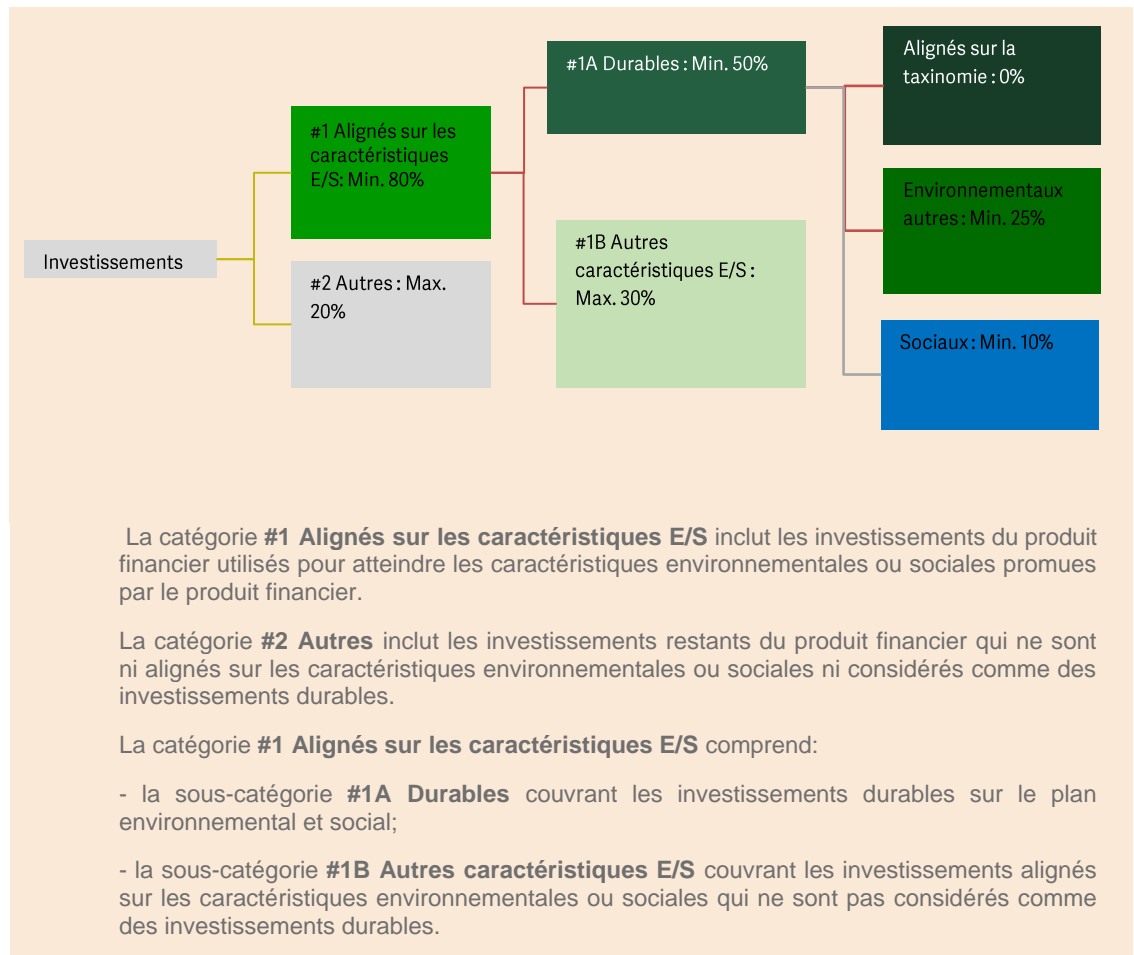 Investissements
#1 Alignés sur les
caractéristiques
E/S: Min. 80%
#2 Autres : Max.
20%
#1A Durables : Min. 50%
#1B Autres
caractéristiques E/S :
Max. 30%
Alignés sur la
taxinomie : 0%
Environnementaux
autres : Min. 25%
Sociaux : Min. 10%
La catégorie #1 Alignés sur les caractéristiques E/S inclut les investissements du produit
financier utilisés pour atteindre les caractéristiques environnementales ou sociales promues
par le produit financier.
La catégorie #2 Autres inclut les investissements restants du produit financier qui ne sont
ni alignés sur les caractéristiques environnementales ou sociales ni considérés comme des
investissements durables.
La catégorie #1 Alignés sur les caractéristiques E/S comprend:
- la sous-catégorie #1A Durables couvrant les investissements durables sur le plan
environnemental et social;
- la sous-catégorie #1B Autres caractéristiques E/S couvrant les investissements alignés
sur les caractéristiques environnementales ou sociales qui ne sont pas considérés comme
des investissements durables.